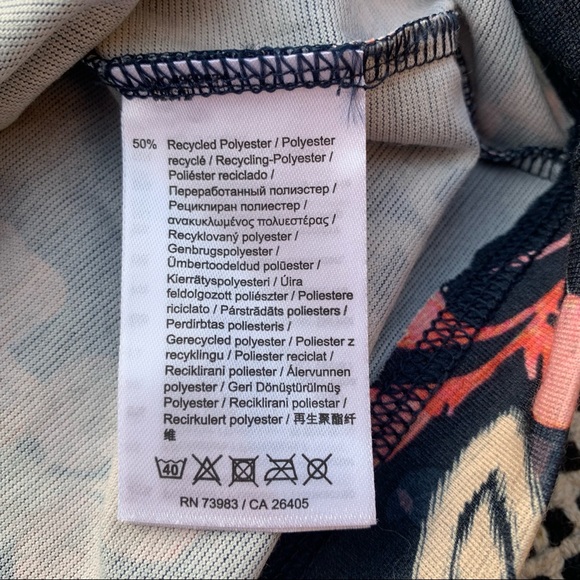 50% Recycled Polyester / Polyester
recyclé / Recycling-Polyester /
Poliéster reciclado /
Переработанный полиэстер /
Рециклиран полиестер /
ανακυκλωμένος πολυεστέρας /
Recyklovaný polyester /
Genbrugspolyester /
Ümbertoodeldud polüester /
Kierrätyspolyesteri / Úira
feldolgozott poliészter / Poliestere
riciclato / Pārstrādāts poliesters /
Perdirbtas poliesteris /
Gerecycled polyester / Poliester z
recyklingu / Poliester reciclat /
Reciklirani poliester / Álervunnen
polyester / Geri Dönüştürülmüş
Polyester / Reciklirani poliestar /
Recirkulert polyester / 再生聚酯纤
维
40
RN 73983 / CA 26405